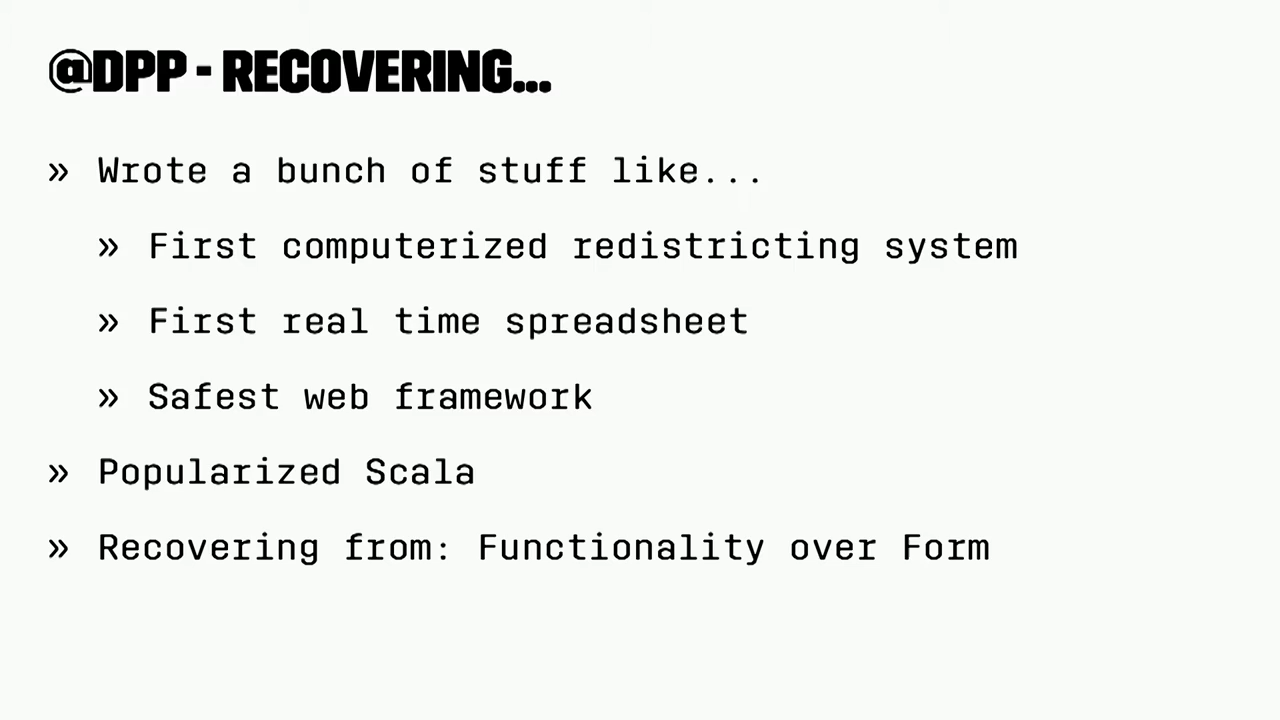 @DPP - RECOVERING...
» Wrote a bunch of stuff like...
» First computerized redistricting system
» First real time spreadsheet
» Safest web framework
» Popularized Scala
» Recovering from: Functionality over Form